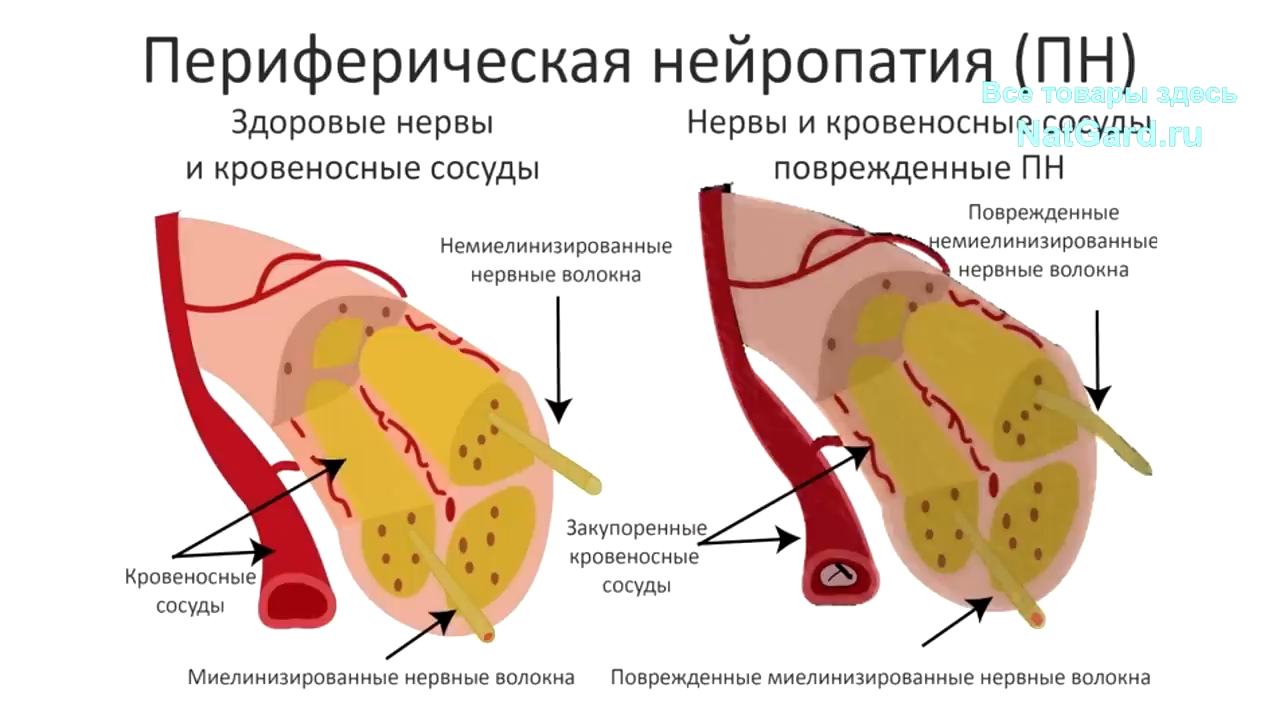 Периферическая нейропатия (ПН)
Все товары здесь
NatGard.ru
Здоровые нервы
и кровеносные сосуды
Нервы и кровеносные сосуды
поврежденные ПН
Немиелинизированные
нервные волокна
Поврежденные
немиелинизированные
нервные волокна
Кровеносные
сосуды
Закупоренные
кровеносные
сосуды
Миелинизированные нервные волокна
Поврежденные миелинизированные нервные волокна